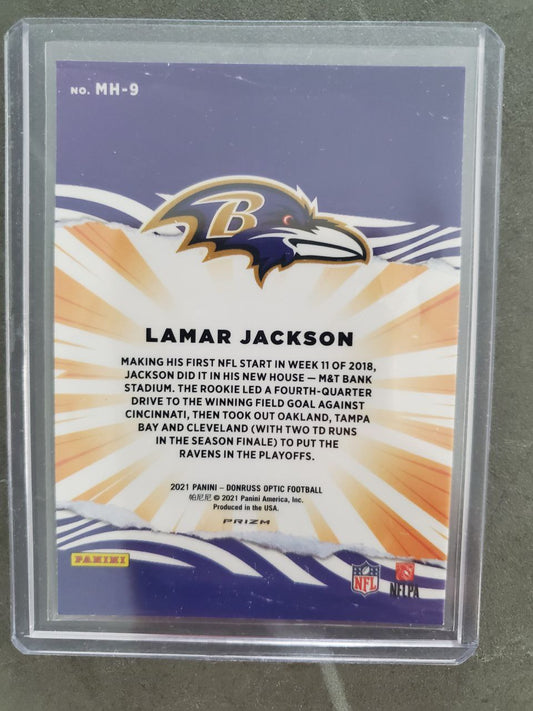 NO. MH-9
B
LAMAR JACKSON
MAKING HIS FIRST NFL START IN WEEK 11 OF 2018,
JACKSON DID IT IN HIS NEW HOUSE — M&T BANK
STADIUM. THE ROOKIE LED A FOURTH-QUARTER
DRIVE TO THE WINNING FIELD GOAL AGAINST
CINCINNATI, THEN TOOK OUT OAKLAND, TAMPA
BAY AND CLEVELAND (WITH TWO TD RUNS
IN THE SEASON FINALE) TO PUT THE
RAVENS IN THE PLAYOFFS.
2021 PANINI – DONRUSS OPTIC FOOTBALL
帕尼尼 © 2021 Panini America, Inc.
Produced in the USA.
PRIZM
PANINI
NFL
NFLPA